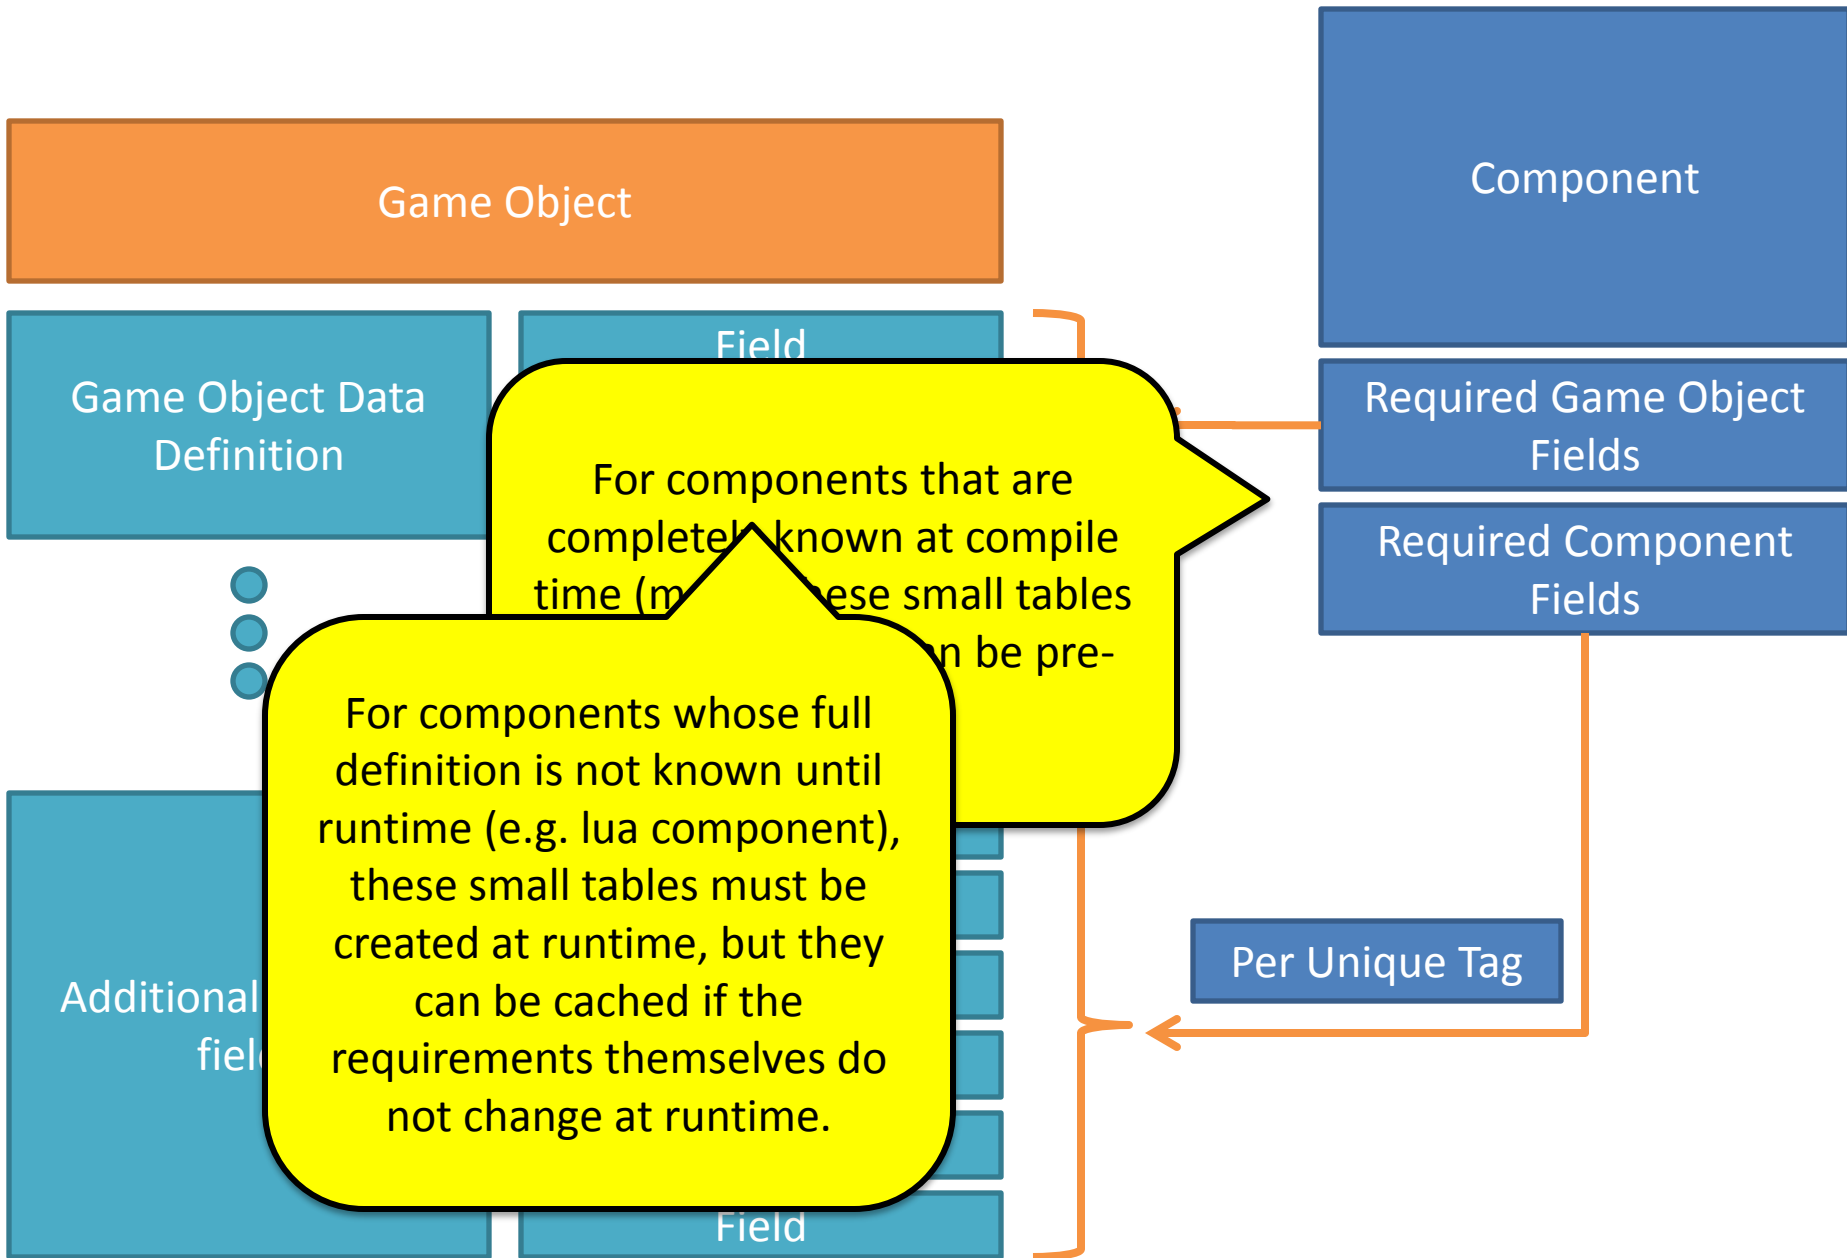 Component
Game Object
Field
Game Object Data
Definition
Required Game Object
Fields
For components that are
known at compile
time small tables
be pre-
Required Component
Fields
For components whose full
definition is not known until
runtime (e.g. lua component),
these small tables must be
created at runtime, but they
can be cached if the
requirements themselves do
not change at runtime.
Additional
Per Unique Tag
Field